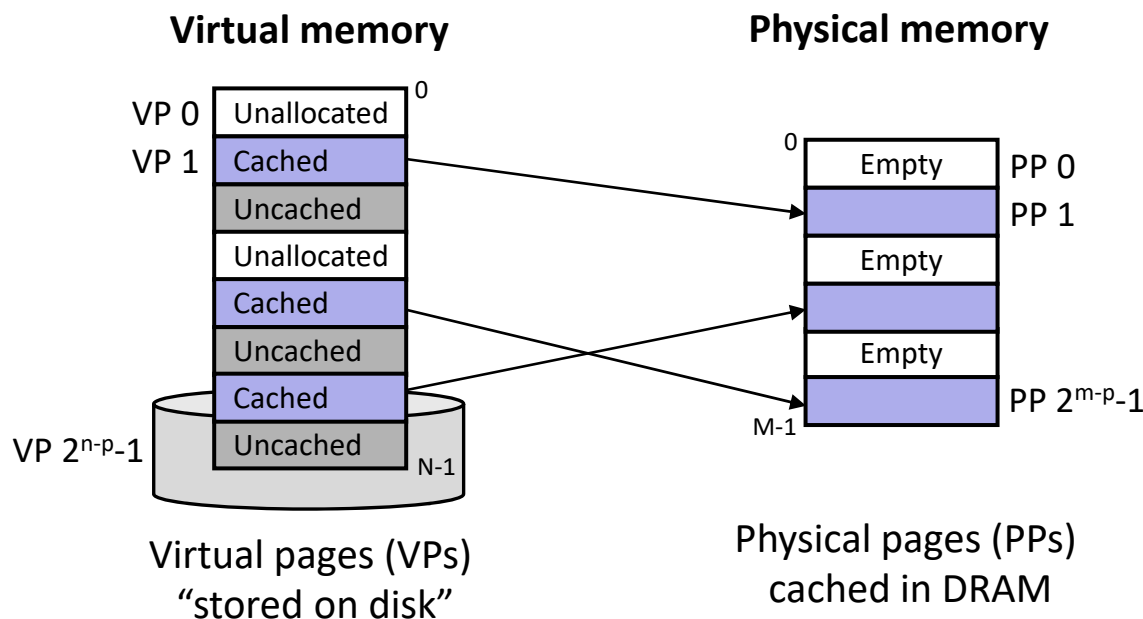 Virtual memory
Physical memory
0
VP 0
Unallocated
VP 1
Cached
Uncached
Unallocated
Cached
Uncached
Cached
VP 2ⁿ⁻ᵖ-1
Uncached
N-1
0
Empty
PP 0
PP 1
Empty
Empty
PP 2ᵐ⁻ᵖ-1
M-1
Virtual pages (VPs)
“stored on disk”
Physical pages (PPs)
cached in DRAM